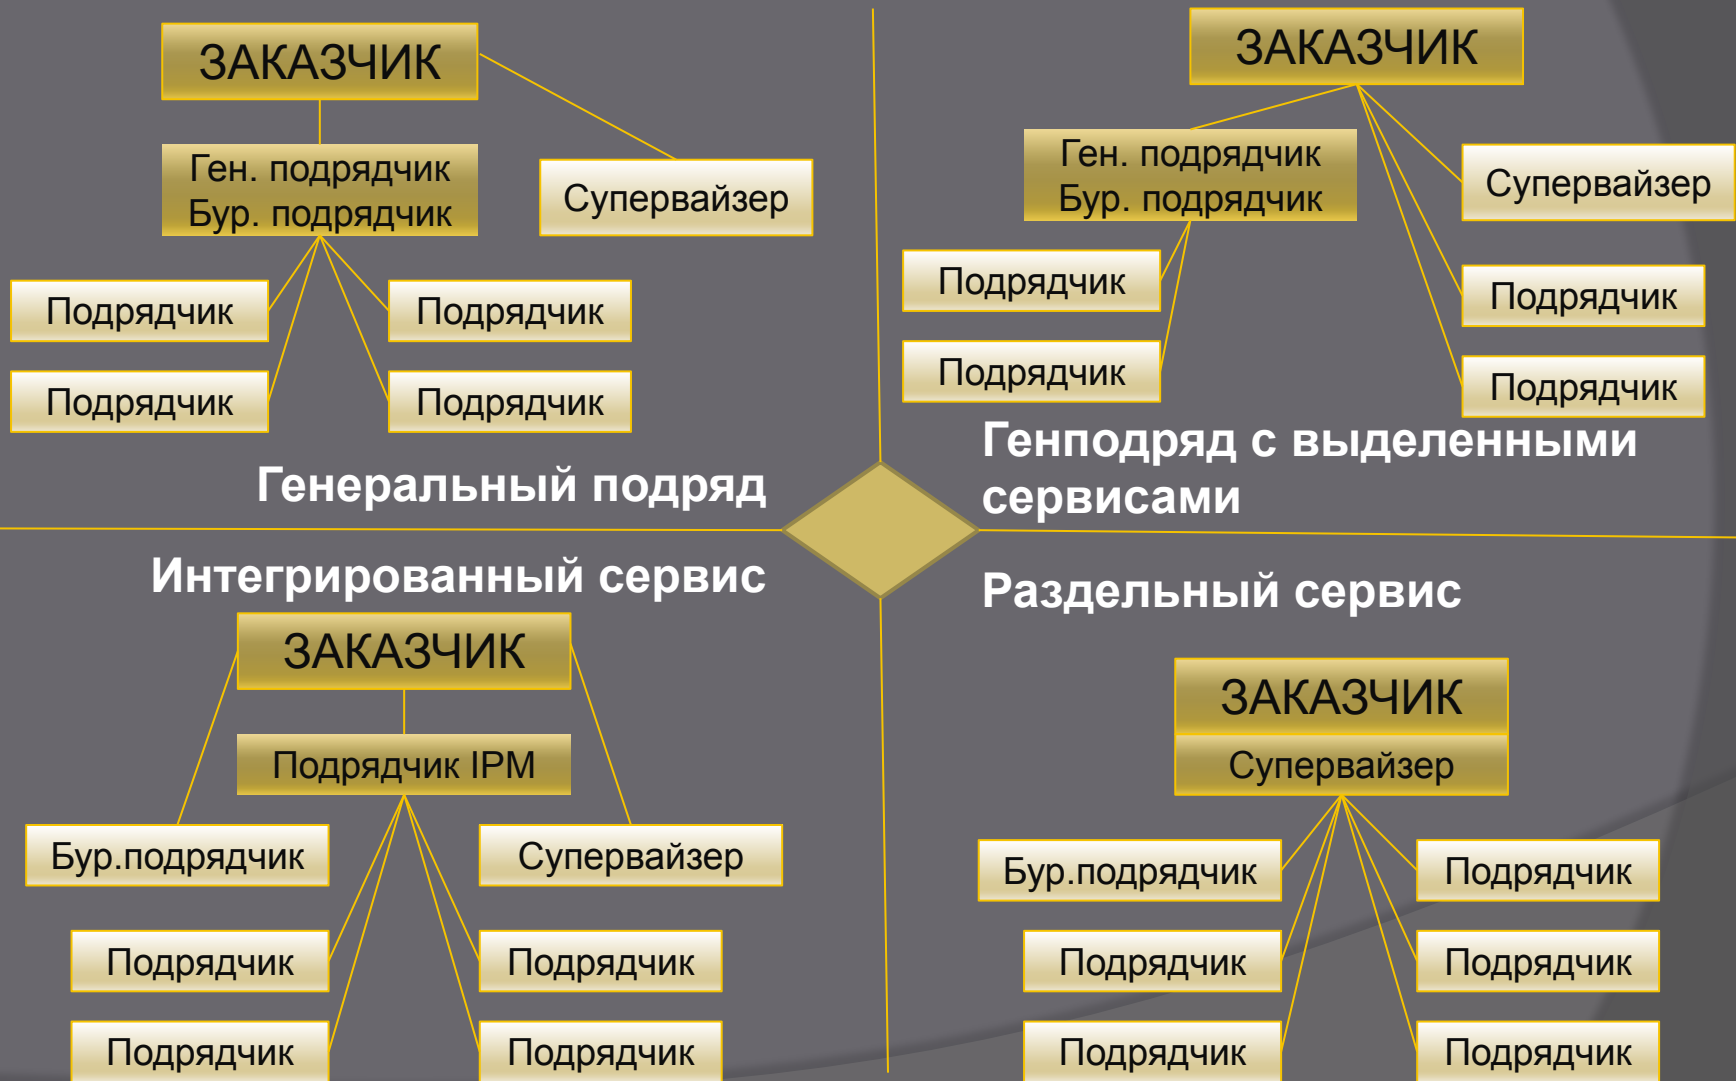 ЗАКАЗЧИК
Ген. подрядчик
Бур. подрядчик
Супервайзер
Подрядчик
Подрядчик
Подрядчик
Подрядчик
Генеральный подряд
ЗАКАЗЧИК
Ген. подрядчик
Бур. подрядчик
Супервайзер
Подрядчик
Подрядчик
Подрядчик
Подрядчик
Генподряд с выделенными
сервисами
Интегрированный сервис
ЗАКАЗЧИК
Подрядчик IPM
Бур.подрядчик
Супервайзер
Подрядчик
Подрядчик
Подрядчик
Подрядчик
Раздельный сервис
ЗАКАЗЧИК
Супервайзер
Бур.подрядчик
Подрядчик
Подрядчик
Подрядчик
Подрядчик
Подрядчик